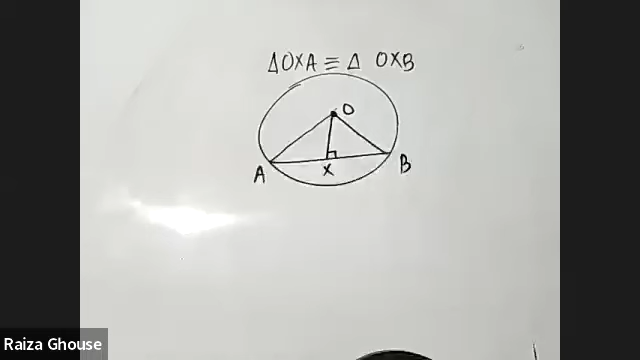 ΔOXA ≡ Δ OXB
O
A
X
B
Raiza Ghouse